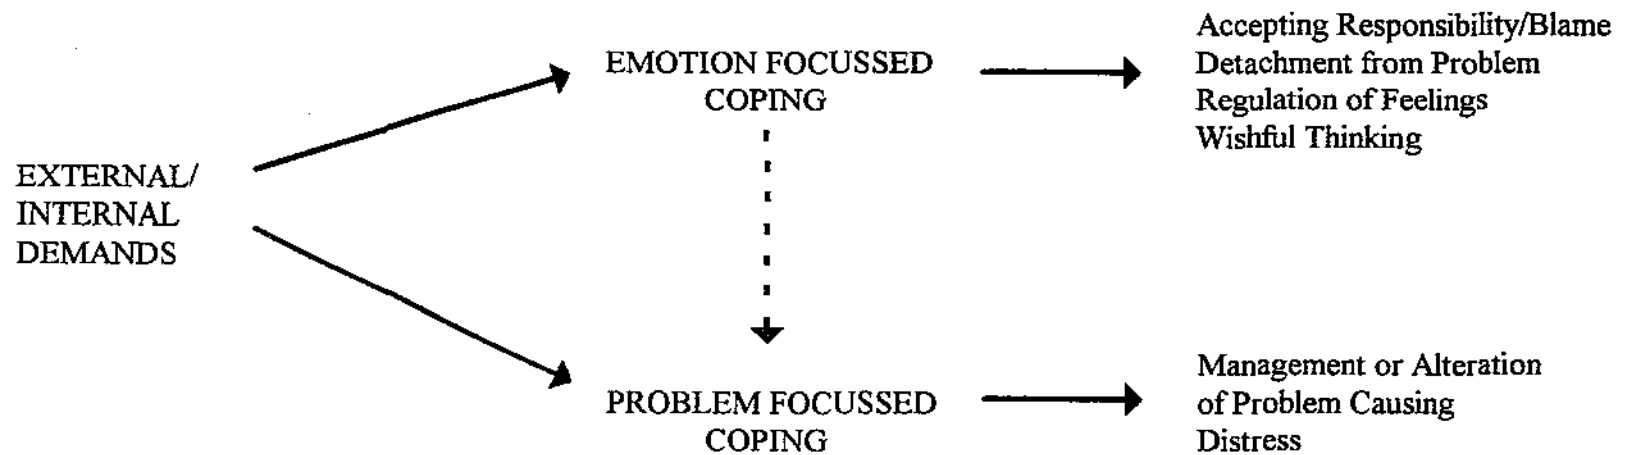 Accepting Responsibility/Blame
EMOTION FOCUSSED
Detachment from Problem
COPING
Regulation of Feelings
Wishful Thinking
EXTERNAL/
INTERNAL
DEMANDS
Management or Alteration
PROBLEM FOCUSSED
of Problem Causing
COPING
Distress